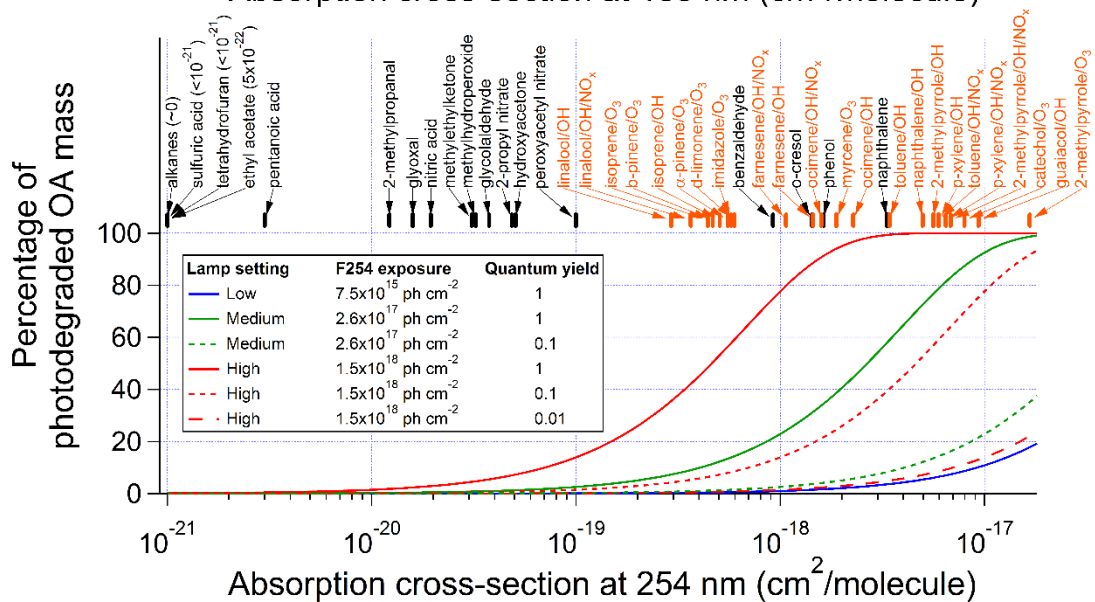 Absorption cross-section at nm
alkanes (~0)
sulfuric acid (<10⁻²¹)
tetrahydrofuran (<10⁻²¹)
ethyl acetate (5x10⁻²²)
pentanoic acid
2-methylpropanal
glyoxal
nitric acid
methylethylketone
methylhydroperoxide
glycolaldehyde
2-propyl nitrate
hydroxyacetone
peroxyacetyl nitrate
linalool/OH
linalool/OH/NOₓ
isoprene/O₃
b-pinene/O₃
isoprene/OH
α-pinene/O₃
d-limonene/O₃
imidazole/O₃
benzaldehyde
famesene/OH/NOₓ
famesene/OH
o-cresol
ocimene/OH/NOₓ
phenol
myrcene/O₃
ocimene/OH
naphthalene
toluene/OH
naphthalene/OH
2-methylpyrrole/OH
p-xylene/OH
toluene/OH/NOₓ
p-xylene/OH/NOₓ
2-methylpyrrole/OH/NOₓ
catechol/O₃
guaiacol/OH
2-methylpyrrole/O₃
Percentage of
photodegraded OA mass
100
80
60
40
20
0
Lamp setting F254 exposure Quantum yield
Low 7.5x10¹⁵ ph cm⁻² 1
Medium 2.6x10¹⁷ ph cm⁻² 1
Medium 2.6x10¹⁷ ph cm⁻² 0.1
High 1.5x10¹⁸ ph cm⁻² 1
High 1.5x10¹⁸ ph cm⁻² 0.1
High 1.5x10¹⁸ ph cm⁻² 0.01
10⁻²¹ 10⁻²⁰ 10⁻¹⁹ 10⁻¹⁸ 10⁻¹⁷
Absorption cross-section at 254 nm (cm²/molecule)